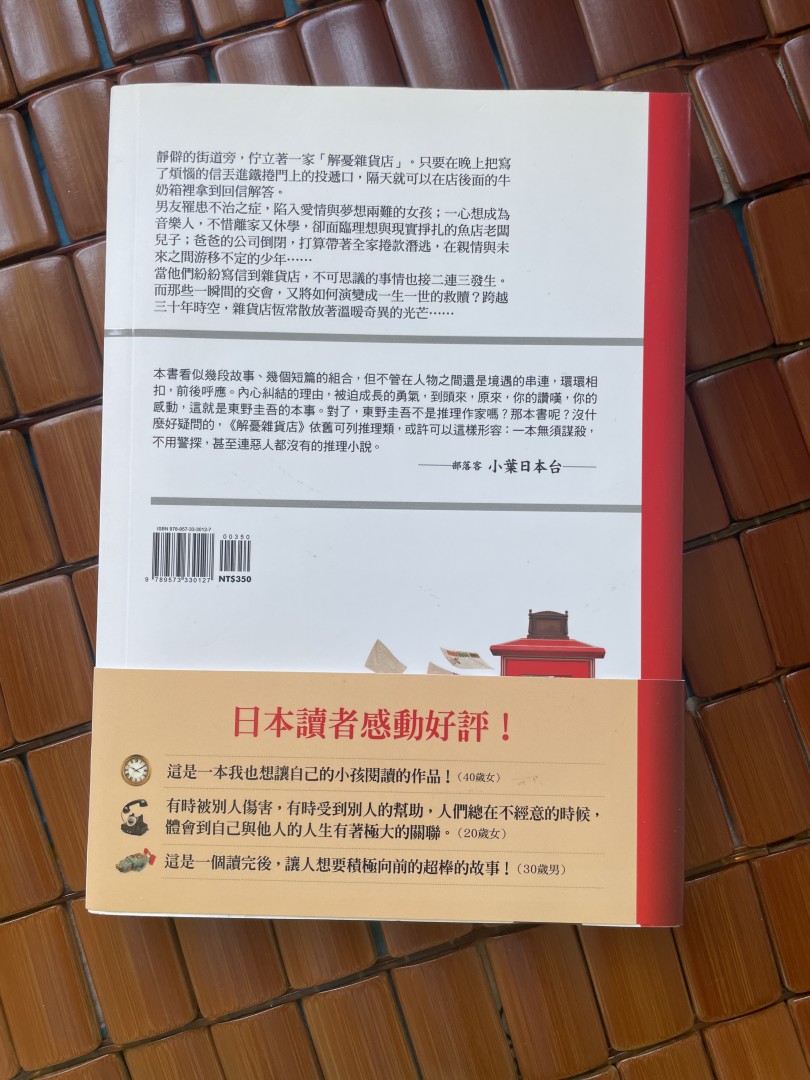 靜僻的街道旁，佇立著一家「解憂雜貨店」。只要在晚上把寫
了煩惱的信丟進鐵捲門上的投遞口，隔天就可以在店後面的牛
奶箱裡拿到回信解答。
男友罹患不治之症，陷入愛情與夢想兩難的女孩；一心想成為
音樂人，不惜離家又休學，卻面臨理想與現實掙扎的魚店老闆
兒子；爸爸的公司倒閉，打算帶著全家捲款潛逃，在親情與未
來之間游移不定的少年……
當他們紛紛寫信到雜貨店，不可思議的事情也接二連三發生。
而那些一瞬間的交會，又將如何演變成一生一世的救贖？跨越
三十年時空，雜貨店恆常散放著溫暖奇異的光芒……
本書看似幾段故事、幾個短篇的組合，但不管在人物之間還是境遇的串連，環環相
扣，前後呼應。內心糾結的理由，被迫成長的勇氣，到頭來，原來，你的讚嘆，你的
感動，這就是東野圭吾的本事。對了，東野圭吾不是推理作家嗎？那本書呢？沒什
麼好疑問的，《解憂雜貨店》依舊可列推理類，或許可以這樣形容：一本無須謀殺，
不用警探，甚至連惡人都沒有的推理小說。
——部落客 小葉日本台——
ISBN 978-957-33-3012-7
00350
9 789573 330127 NT$350
日本讀者感動好評！
這是一本我也想讓自己的小孩閱讀的作品！（40歲女）
有時被別人傷害，有時受到別人的幫助，人們總在不經意的時候，
體會到自己與他人的人生有著極大的關聯。（20歲女）
這是一個讀完後，讓人想要積極向前的超棒的故事！（30歲男）